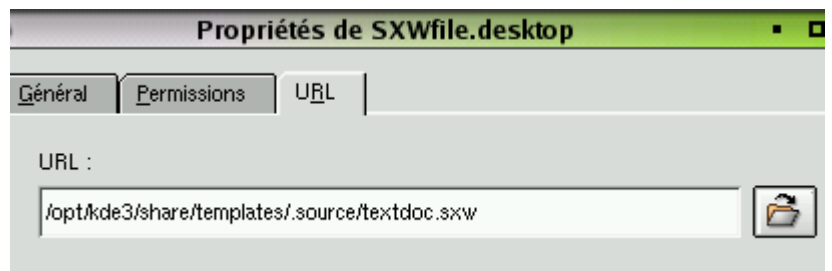 Propriétés de SXWfile.desktop
Général Permissions URL
URL :
/opt/kde3/share/templates/.source/textdoc.sxw